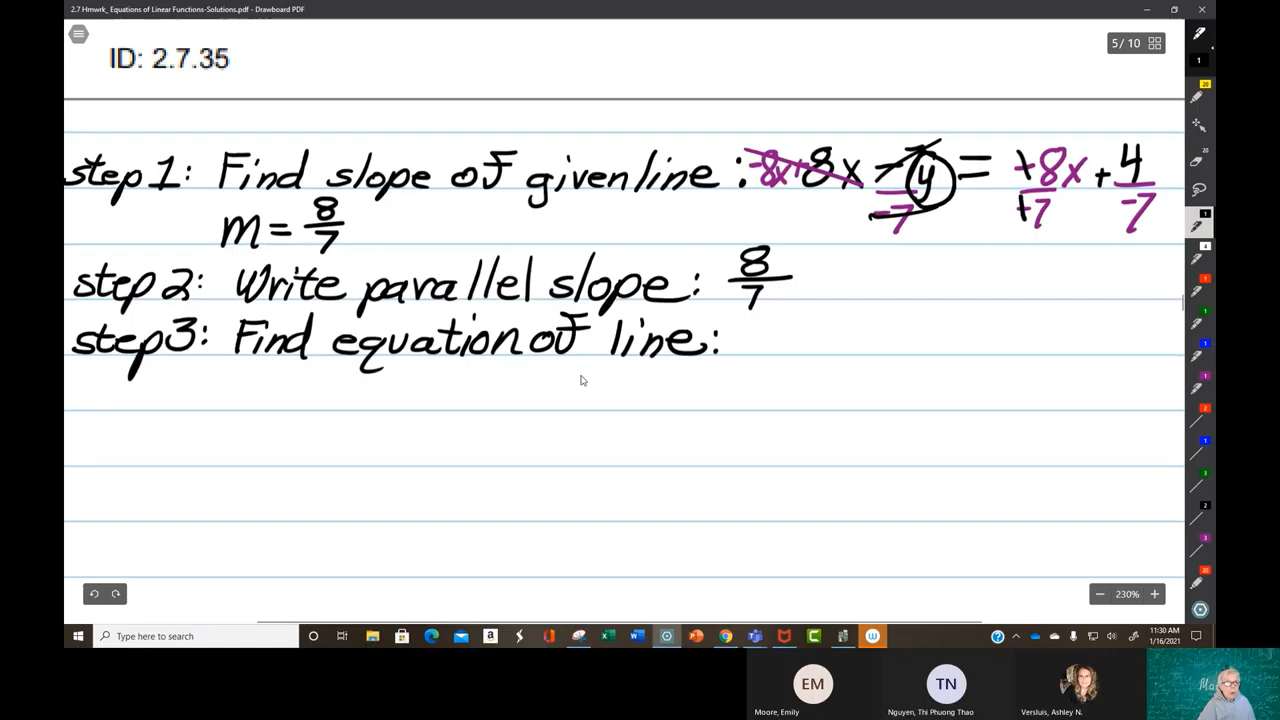 2.7 Hmwrk_ Equations of Linear Functions-Solutions.pdf - Drawboard PDF
ID: 2.7.35
5 / 10
step 1: Find slope of given line: -8x+8x -7y = +8x + 4
-7 +7 -7
m = 8/7
step 2: Write parallel slope: 8/7
step 3: Find equation of line:
230%
Type here to search
11:30 AM
1/16/2021
EM
TN
Moore, Emily
Nguyen, Thi Phuong Thao
Versluis, Ashley N.